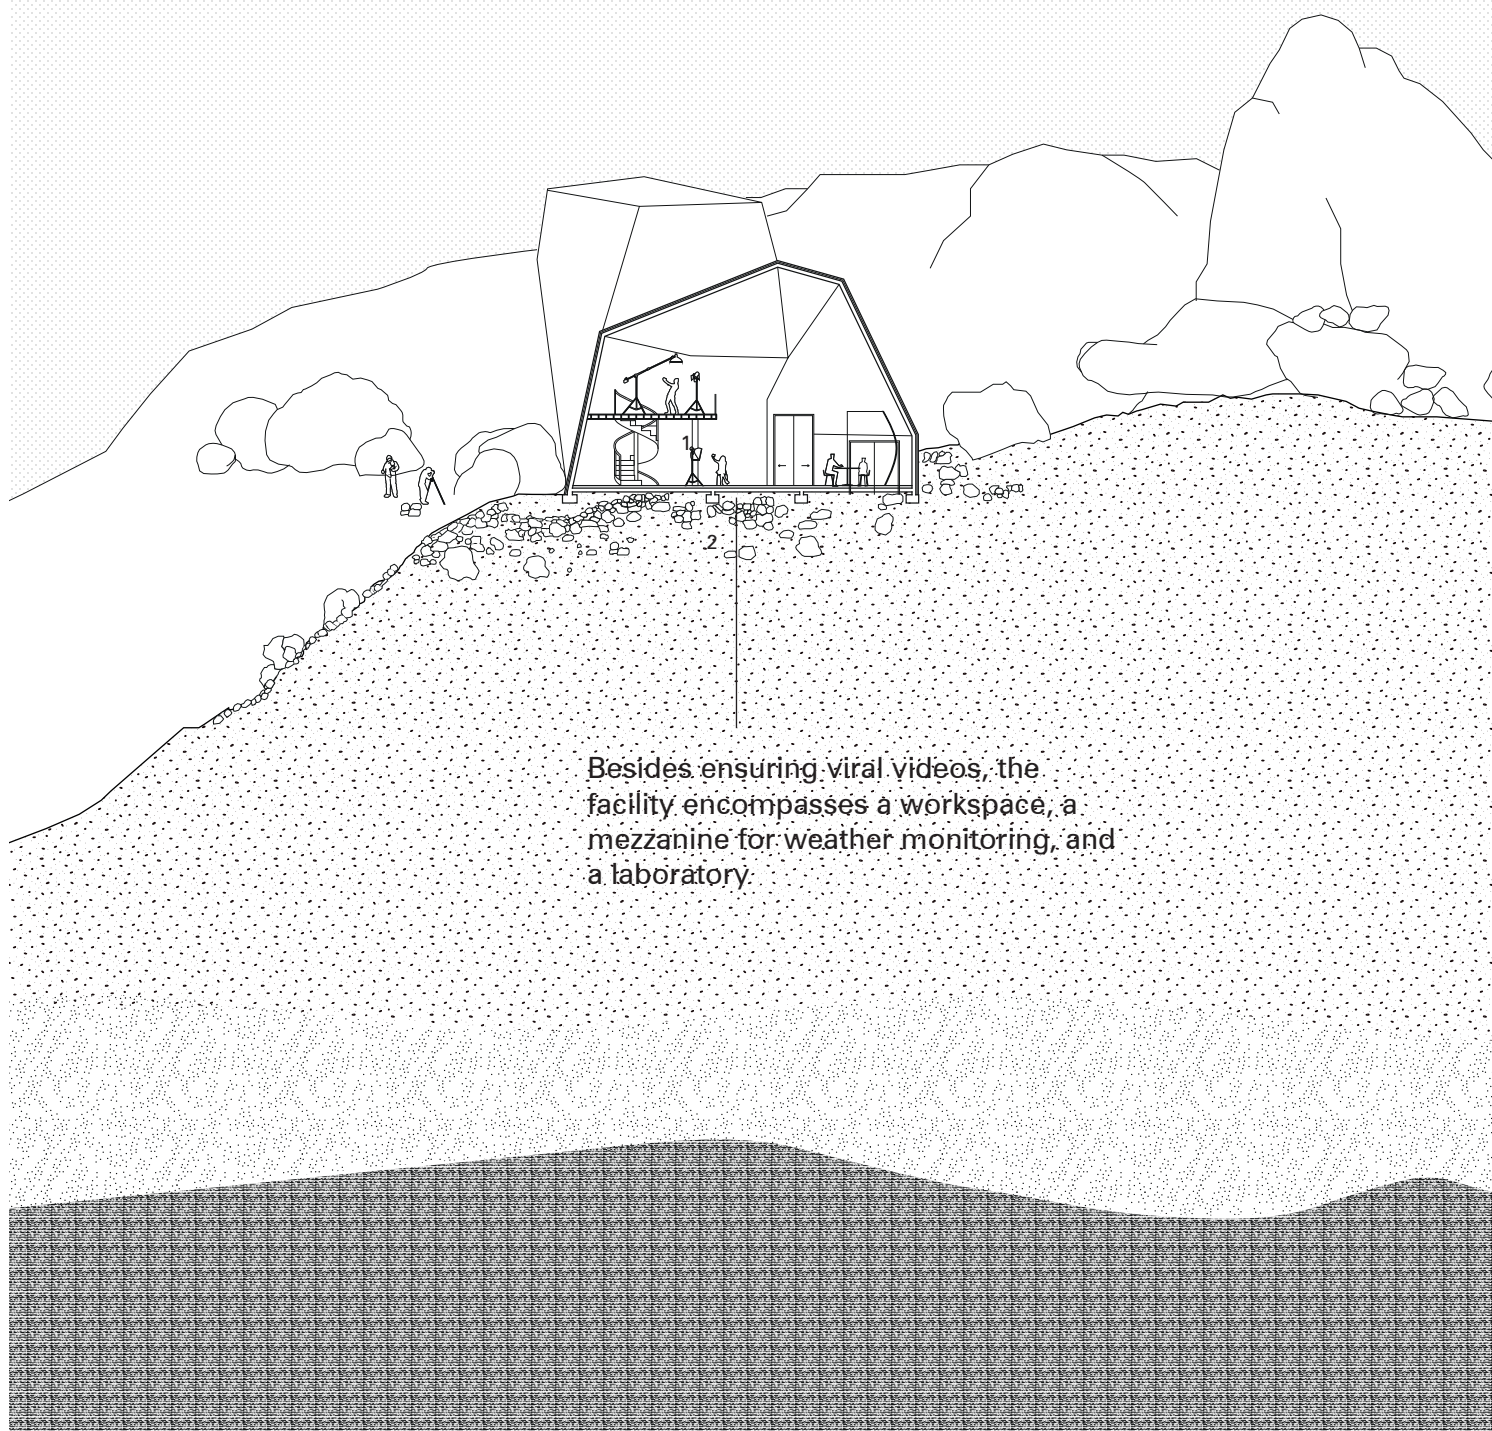 1
2
Besides ensuring viral videos, the
facility encompasses a workspace, a
mezzanine for weather monitoring, and
a laboratory.